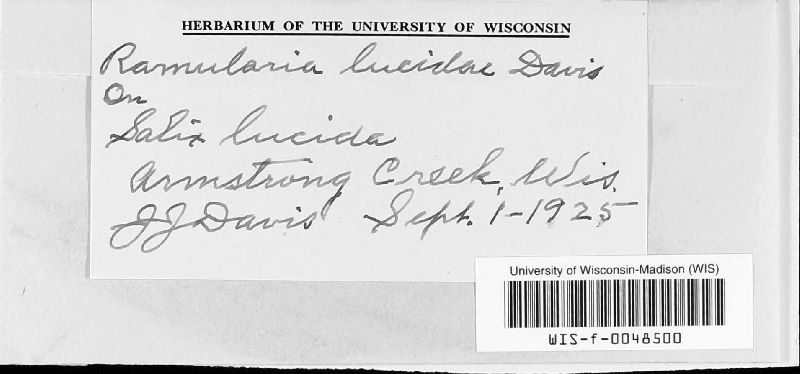 HERBARIUM OF THE UNIVERSITY OF WISCONSIN
Ramularia lucidae Davis
On
Salix lucida
Armstrong Creek, Wis.
JJDavis Sept. 1-1925
University of Wisconsin-Madison (WIS)
WIS-f-0048500